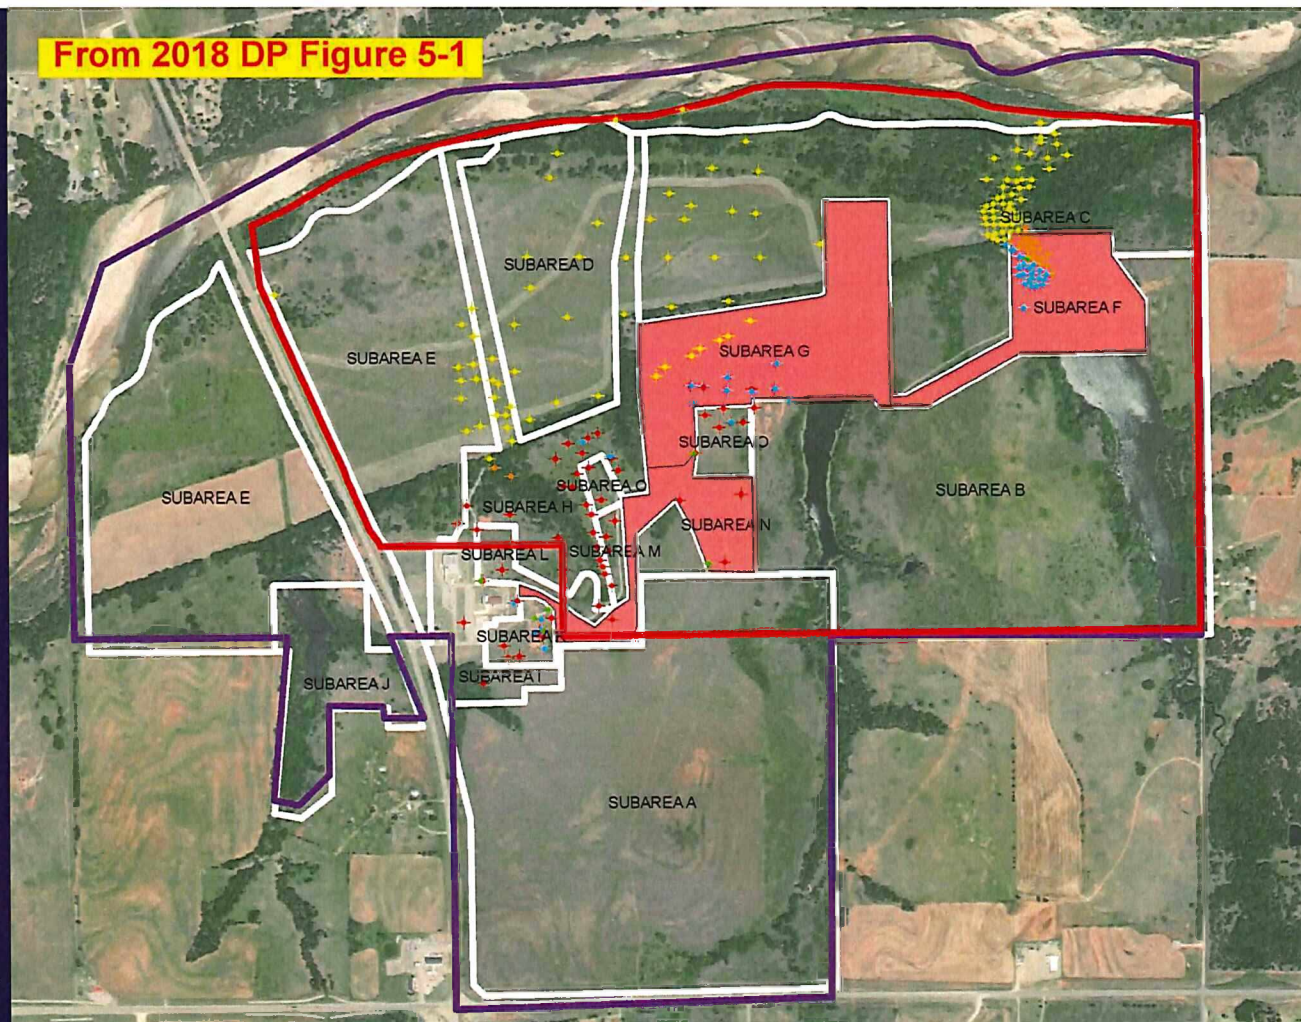 From 2018 DP Figure 5-1
SUBAREA C
SUBAREA D
SUBAREA F
SUBAREA G
SUBAREA E
SUBAREA O
SUBAREA O
SUBAREA B
SUBAREA E
SUBAREA H
SUBAREA N
SUBAREA L
SUBAREA M
SUBAREA K
SUBAREA I
SUBAREA J
SUBAREA A